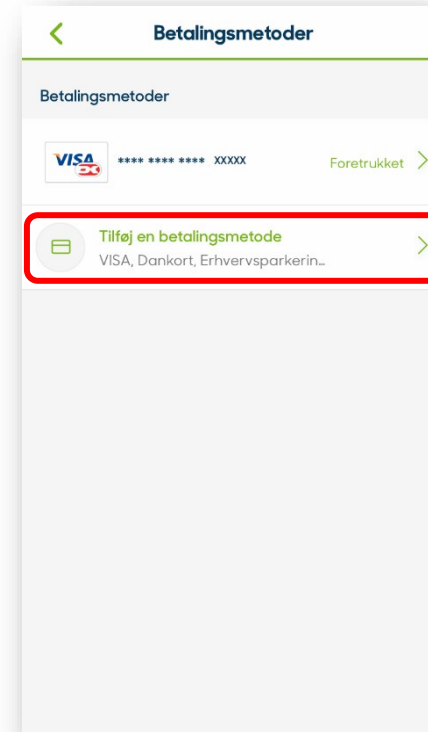 Betalingsmetoder
Betalingsmetoder
VISA **** **** **** XXXXX Foretrukket
Tilføj en betalingsmetode
VISA, Dankort, Erhvervsparkerin...